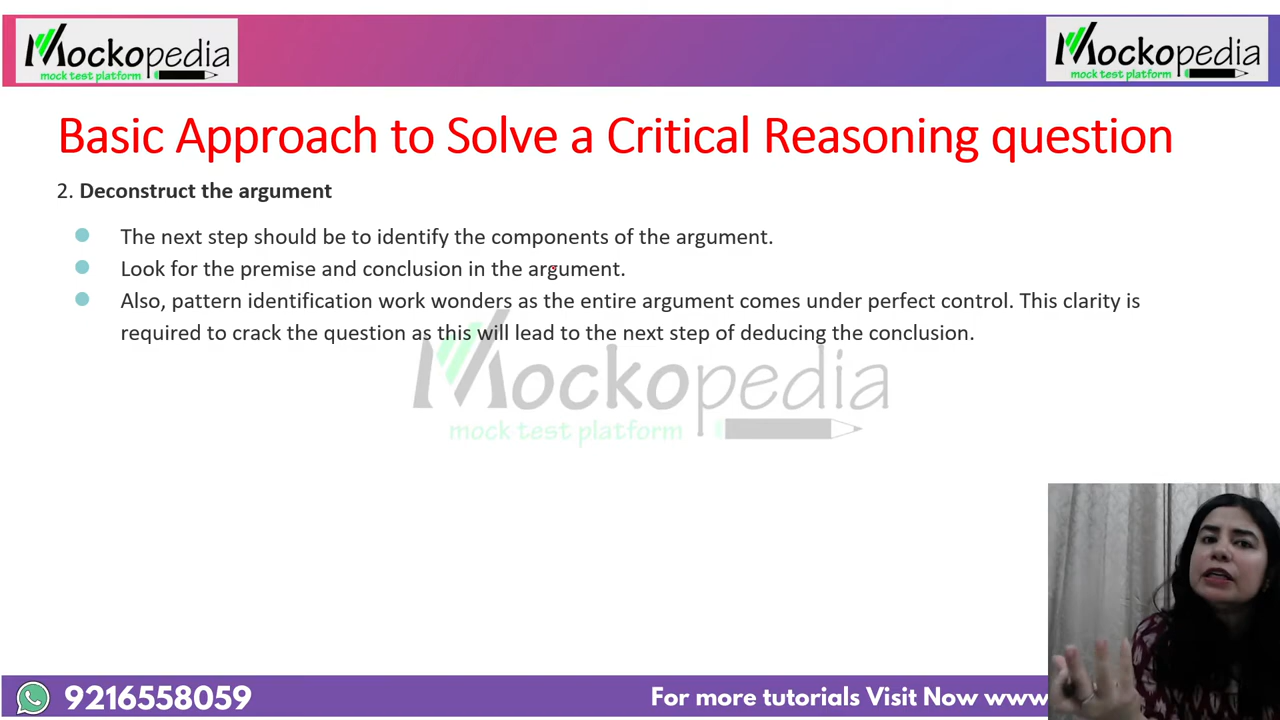 Mockopedia
mock test platform
Mockopedia
mock test platform
Basic Approach to Solve a Critical Reasoning question
2. Deconstruct the argument
The next step should be to identify the components of the argument.
Look for the premise and conclusion in the argument.
Also, pattern identification work wonders as the entire argument comes under perfect control. This clarity is
required to crack the question as this will lead to the next step of deducing the conclusion.
Mockopedia
mock test platform
9216558059
For more tutorials Visit Now www